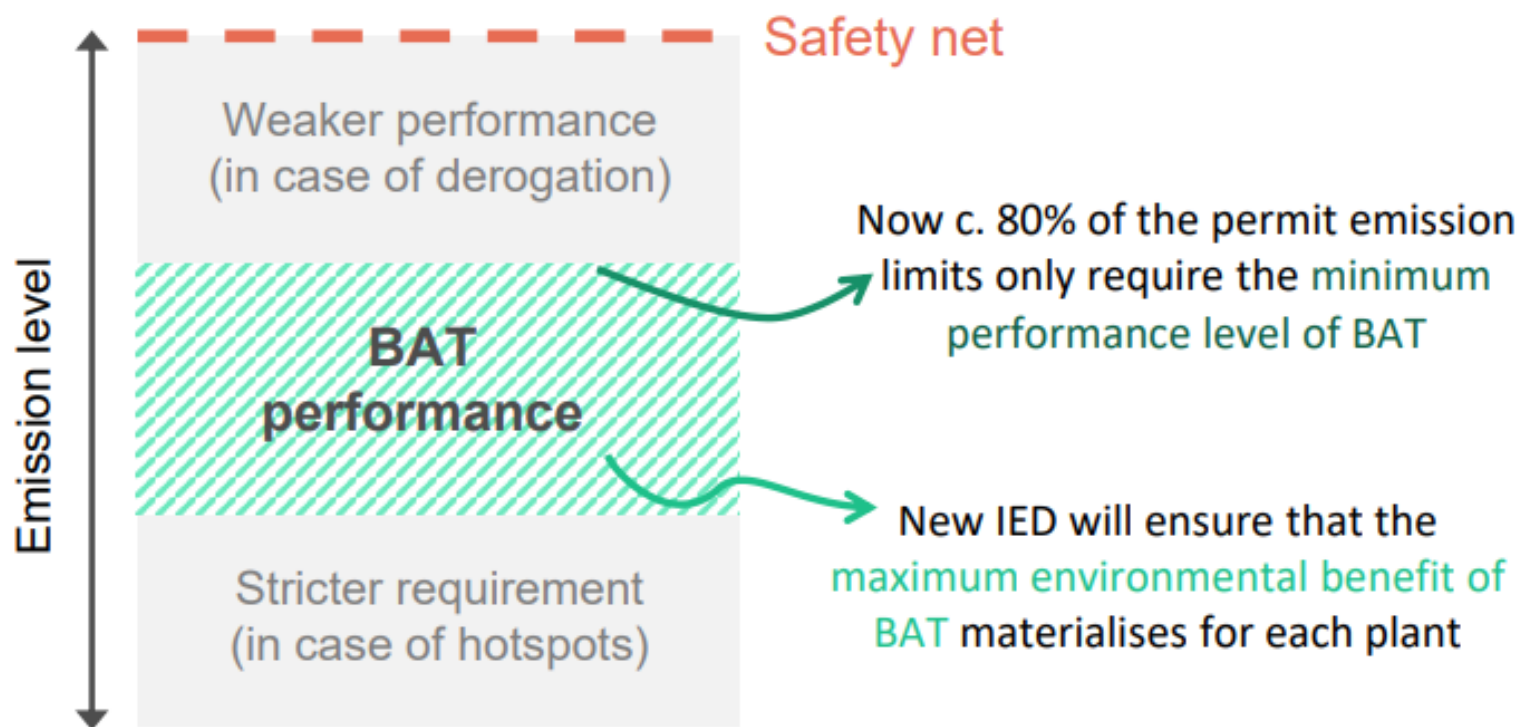 Safety net
Weaker performance
(in case of derogation)
Now c. 80% of the permit emission
limits only require the minimum
performance level of BAT
Emission level
BAT
performance
New IED will ensure that the
maximum environmental benefit of
BAT materialises for each plant
Stricter requirement
(in case of hotspots)